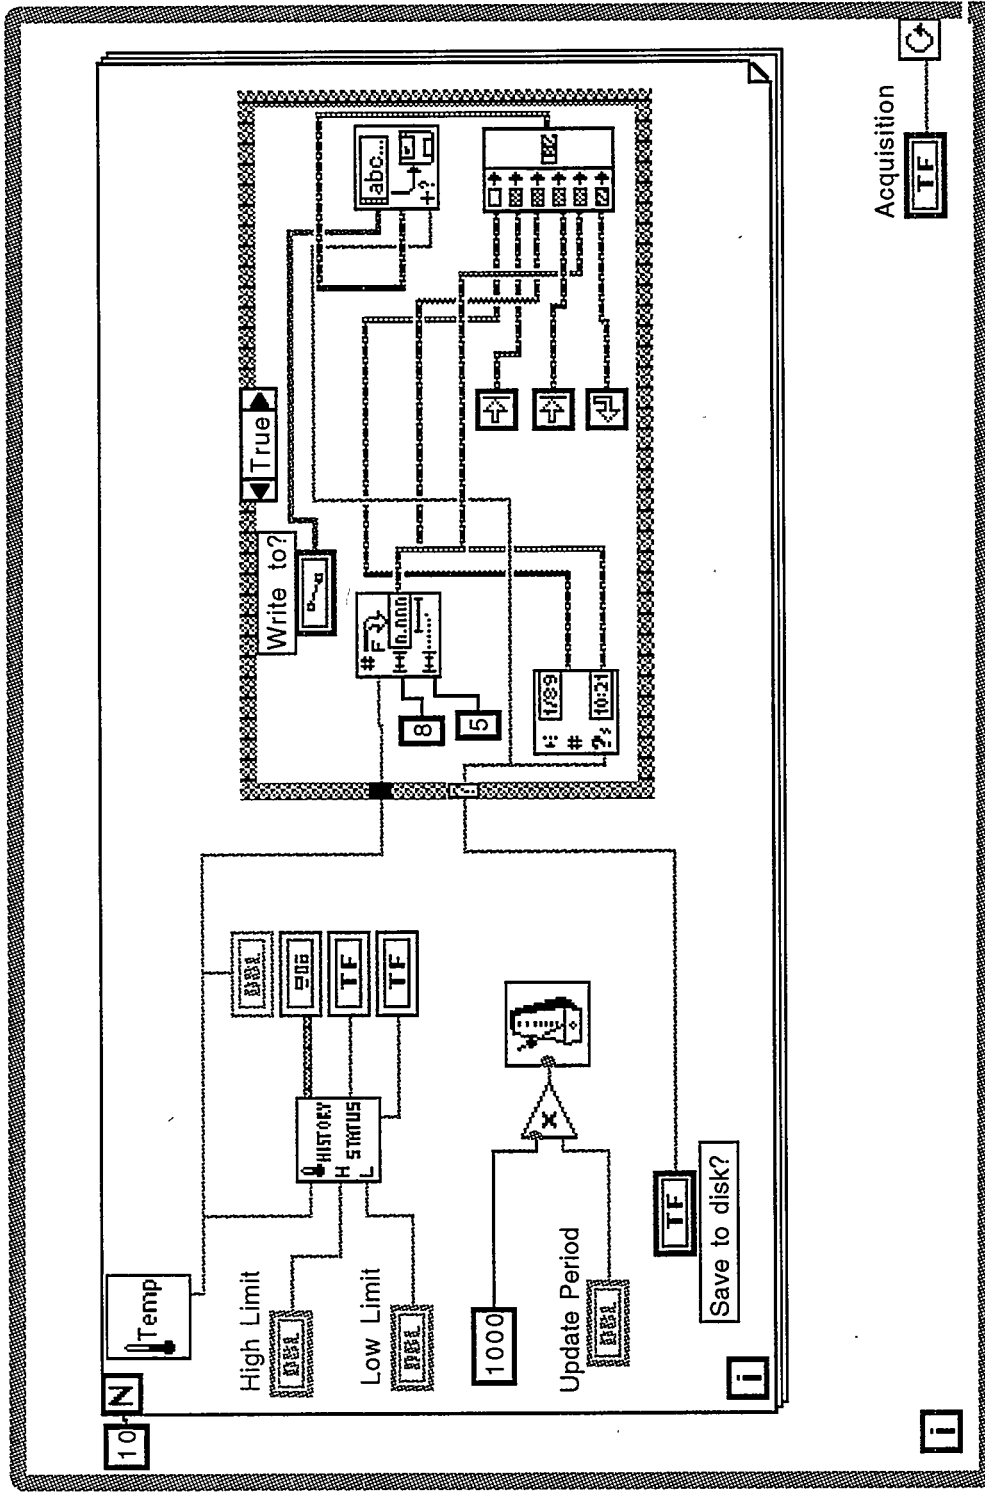 10
N
Temp
High Limit
DBL
Low Limit
DBL
HISTORY
STATUS
H
L
DBL
TF
TF
1000
Update Period
DBL
x
i
TF
Save to disk?
Write to?
True
#
F
n.nnn
8
5
1/89
#
10:21
abc...
+?
Acquisition
TF
i